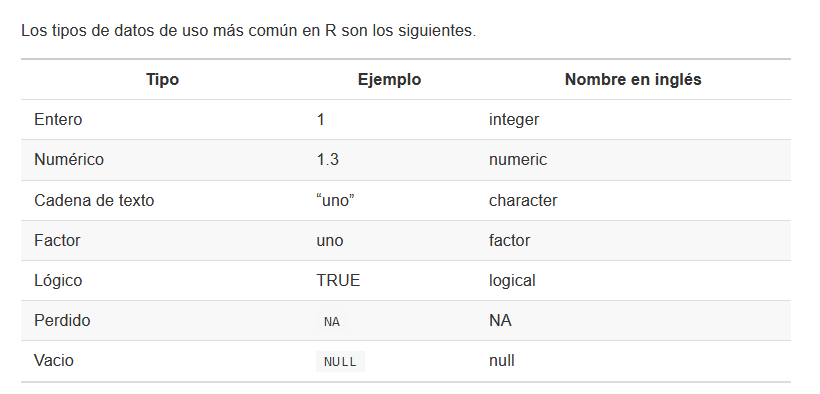 Los tipos de datos de uso más común en R son los siguientes.
Tipo Ejemplo Nombre en inglés
Entero 1 integer
Numérico 1.3 numeric
Cadena de texto “uno” character
Factor uno factor
Lógico TRUE logical
Perdido NA NA
Vacio NULL null